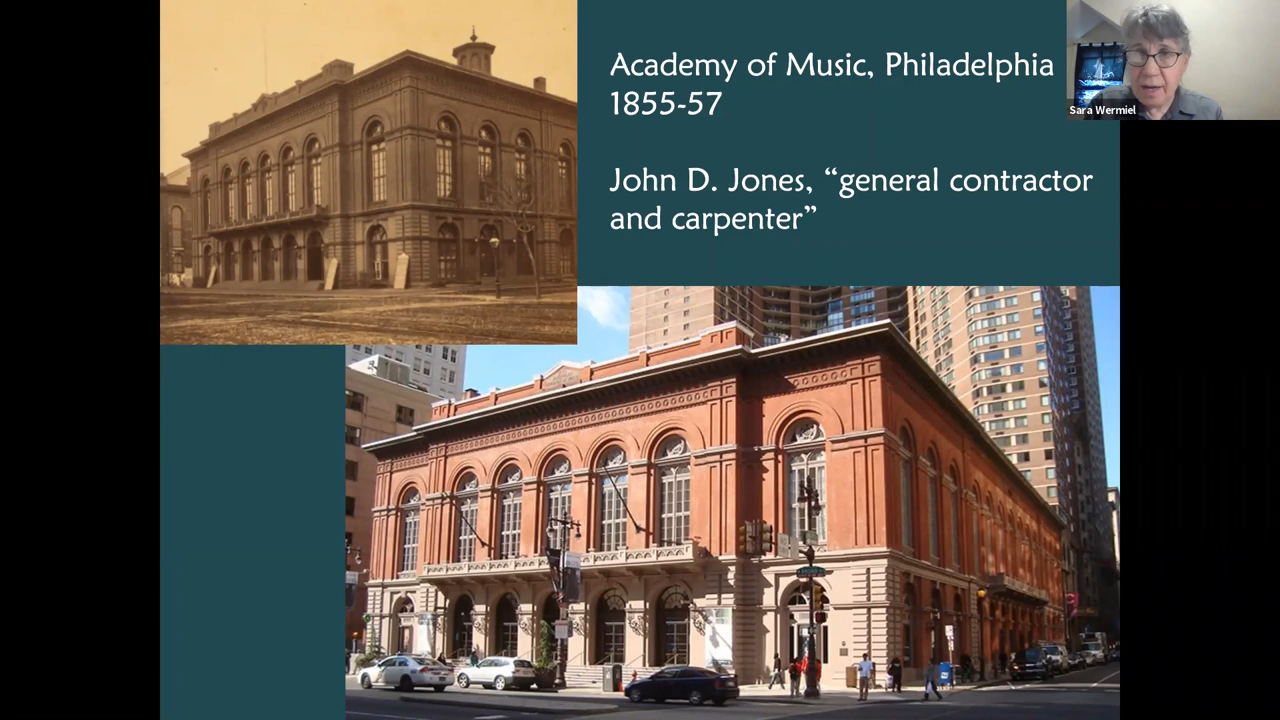 Academy of Music, Philadelphia
1855-57
John D. Jones, “general contractor
and carpenter”
Sara Wermiel